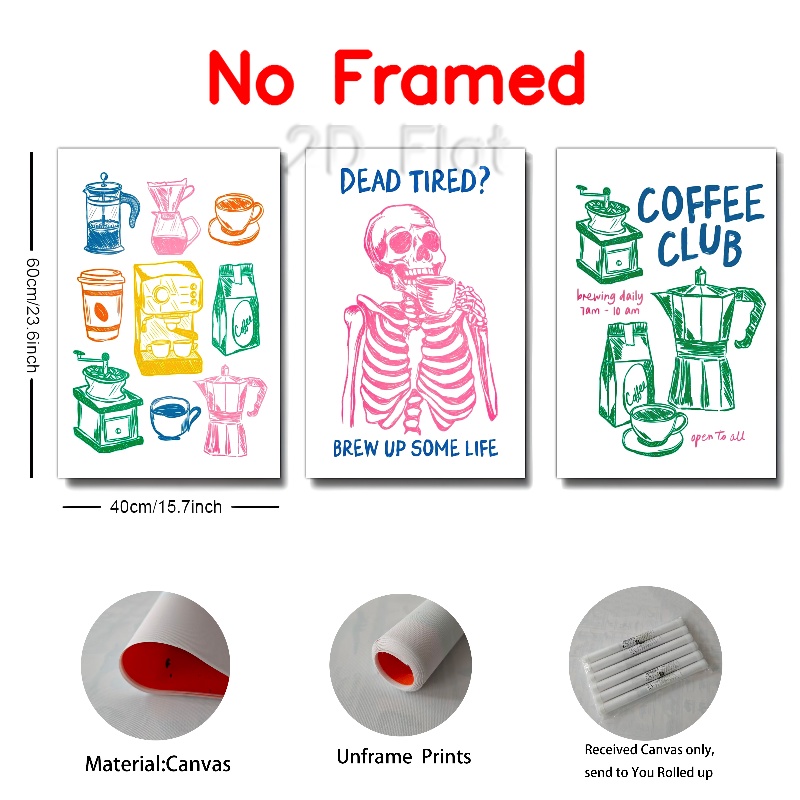 No Framed
2D Flat
60cm/23.6inch
40cm/15.7inch
Coffee
DEAD TIRED?
BREW UP SOME LIFE
COFFEE
CLUB
brewing daily
7am - 10 am
Coffee
open to all
Material:Canvas
Unframe Prints
Received Canvas only,
send to You Rolled up